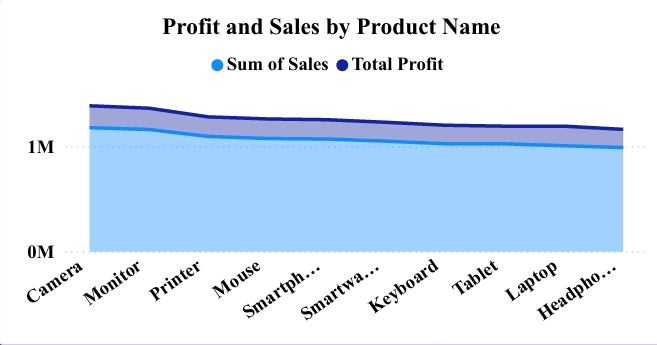 Profit and Sales by Product Name
Sum of Sales Total Profit
1M
0M
Camera
Monitor
Printer
Mouse
Smartph...
Smartwa...
Keyboard
Tablet
Laptop
Headpho...